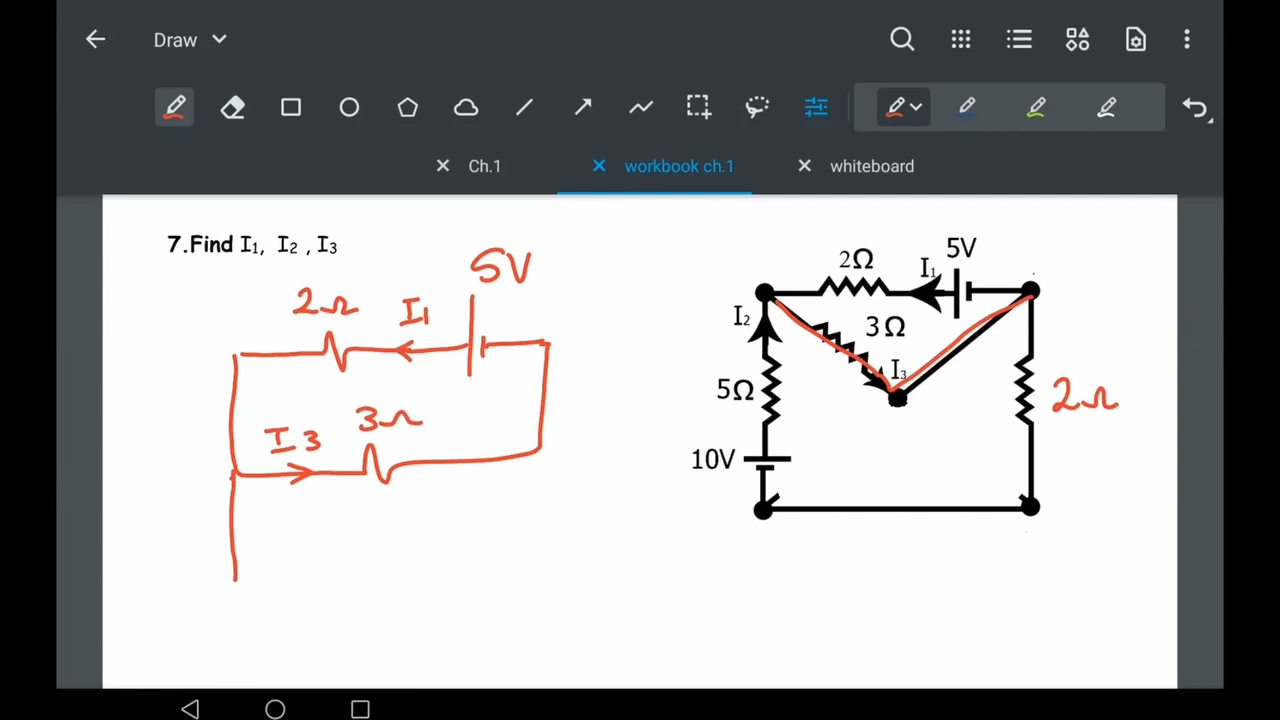 Draw
Ch.1
workbook ch.1
whiteboard
7.Find I₁, I₂ , I₃
5V
2Ω
I1
3Ω
I3
5V
2Ω
I₁
I₂
3Ω
I₃
5Ω
2Ω
10V